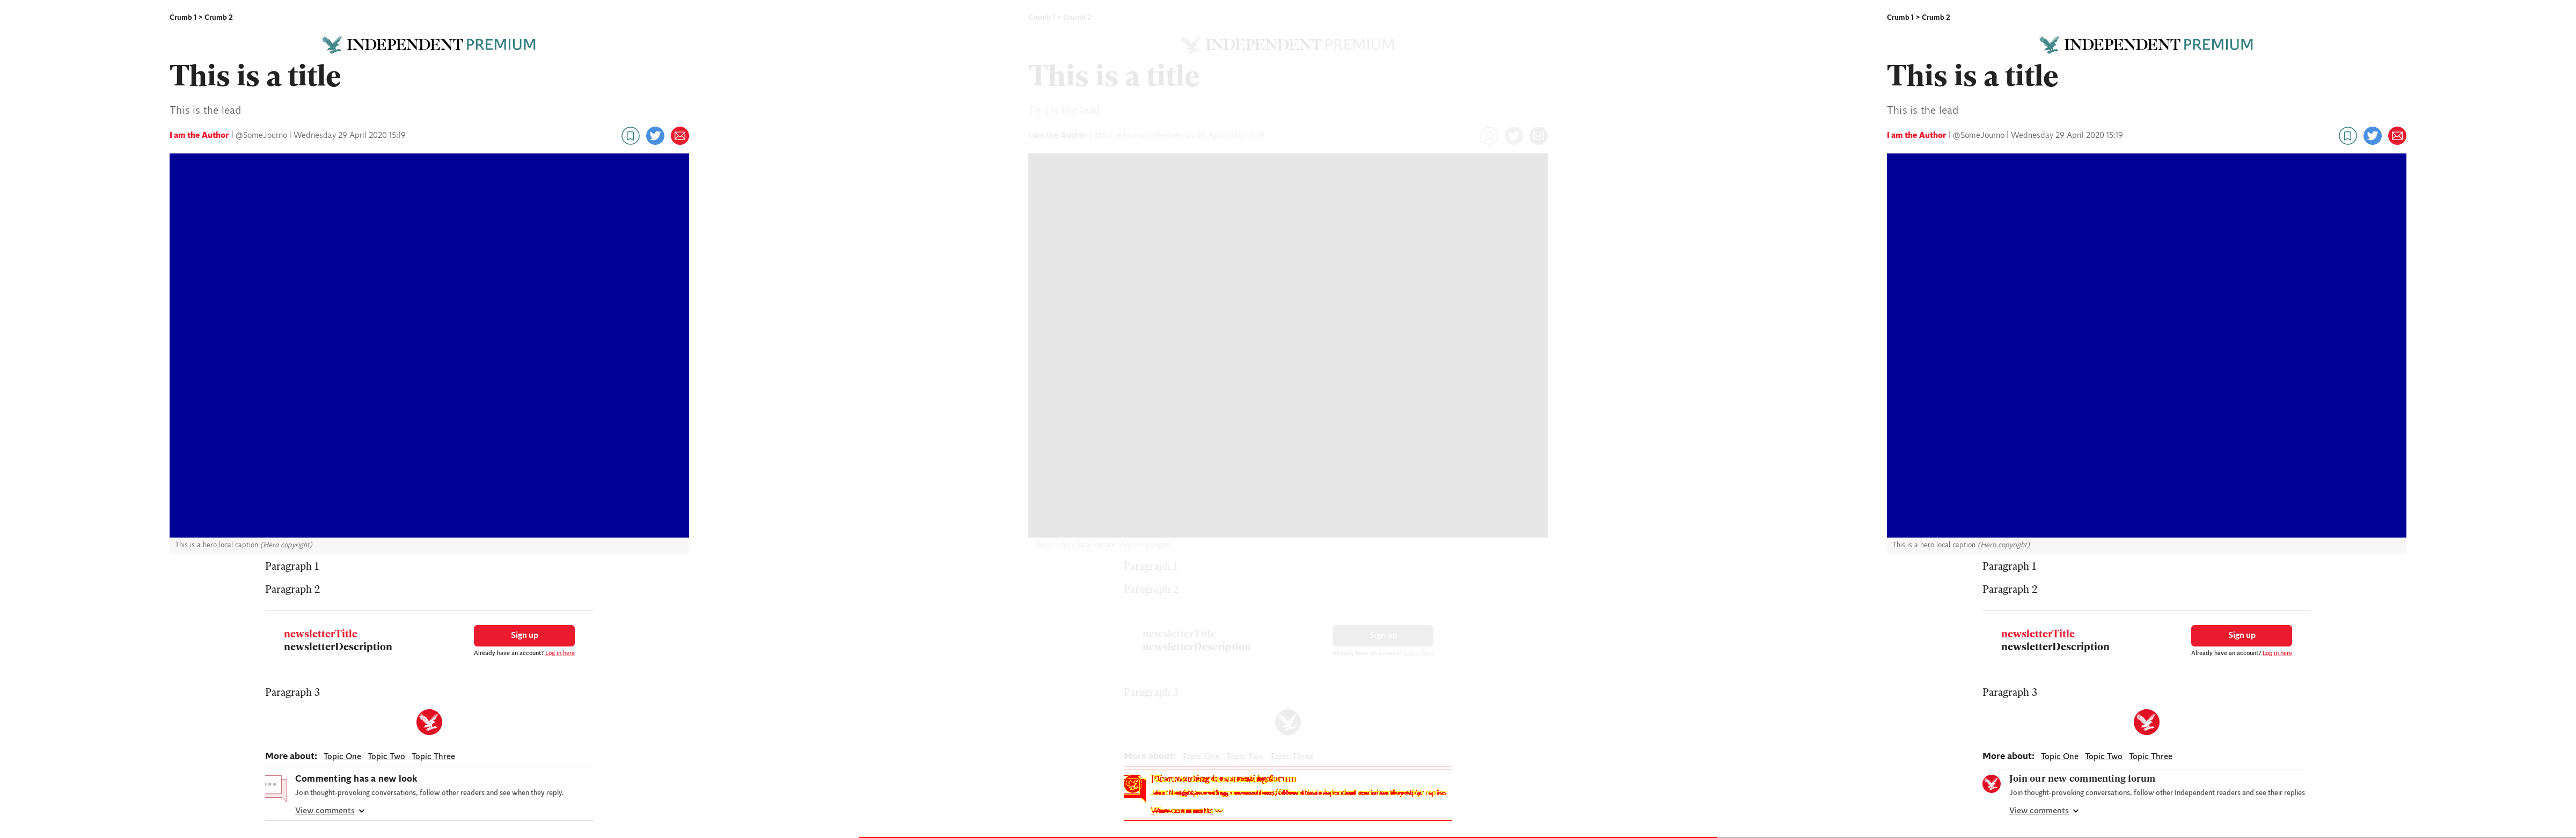 Crumb 1 > Crumb 2
INDEPENDENT PREMIUM
This is a title
This is the lead
I am the Author | @SomeJourno | Wednesday 29 April 2020 15:19
This is a hero local caption (Hero copyright)
Paragraph 1
Paragraph 2
newsletterTitle
newsletterDescription
Sign up
Already have an account? Log in here
Paragraph 3
More about: Topic One Topic Two Topic Three
Commenting has a new look
Join thought-provoking conversations, follow other readers and see when they reply.
View comments
Crumb 1 > Crumb 2
INDEPENDENT PREMIUM
This is a title
This is the lead
I am the Author | @SomeJourno | Wednesday 29 April 2020 15:19
This is a hero local caption (Hero copyright)
Paragraph 1
Paragraph 2
newsletterTitle
newsletterDescription
Sign up
Already have an account? Log in here
Paragraph 3
More about: Topic One Topic Two Topic Three
View comments
Crumb 1 > Crumb 2
INDEPENDENT PREMIUM
This is a title
This is the lead
I am the Author | @SomeJourno | Wednesday 29 April 2020 15:19
This is a hero local caption (Hero copyright)
Paragraph 1
Paragraph 2
newsletterTitle
newsletterDescription
Sign up
Already have an account? Log in here
Paragraph 3
More about: Topic One Topic Two Topic Three
Join our new commenting forum
Join thought-provoking conversations, follow other Independent readers and see their replies
View comments